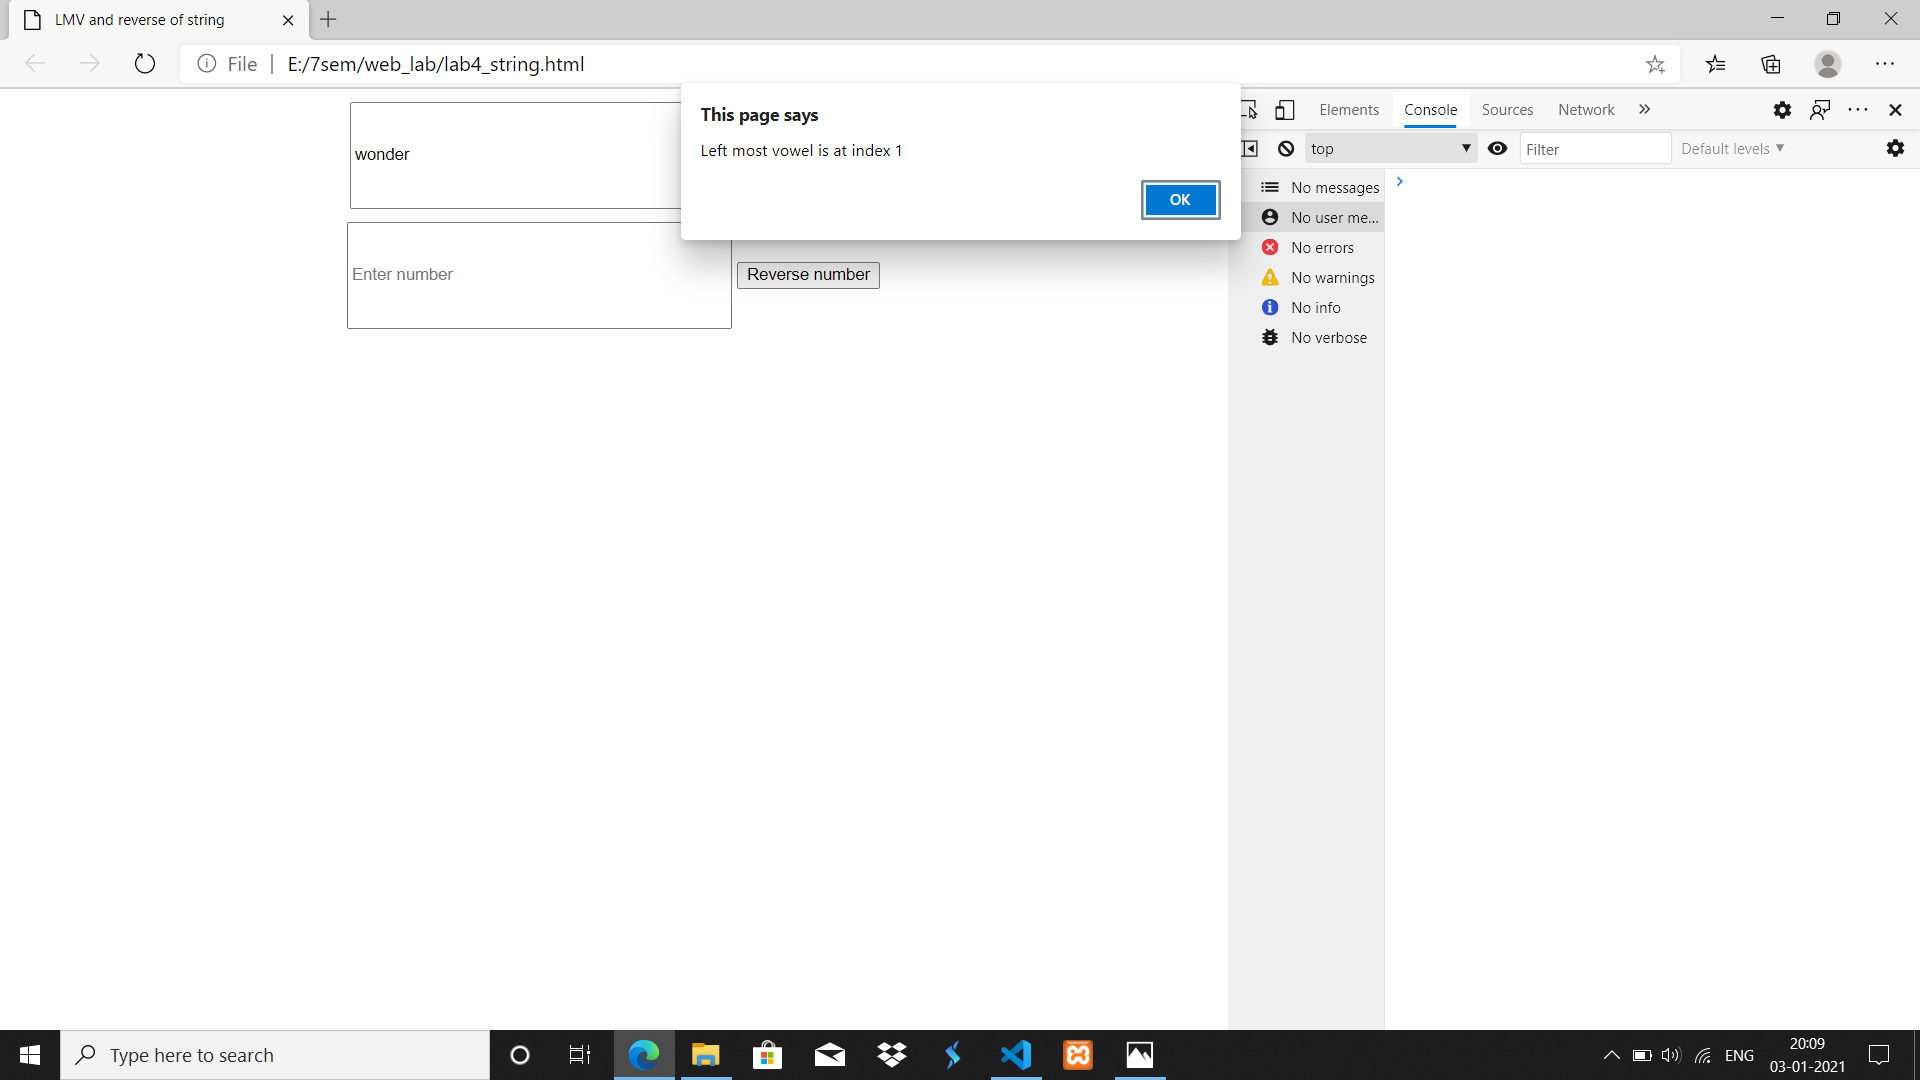 LMV and reverse of string
File
E:/7sem/web_lab/lab4_string.html
This page says
Left most vowel is at index 1
OK
wonder
Enter number
Reverse number
Elements
Console
Sources
Network
top
Filter
Default levels
No messages
No user me...
No errors
No warnings
No info
No verbose
Type here to search
ENG
20:09
03-01-2021